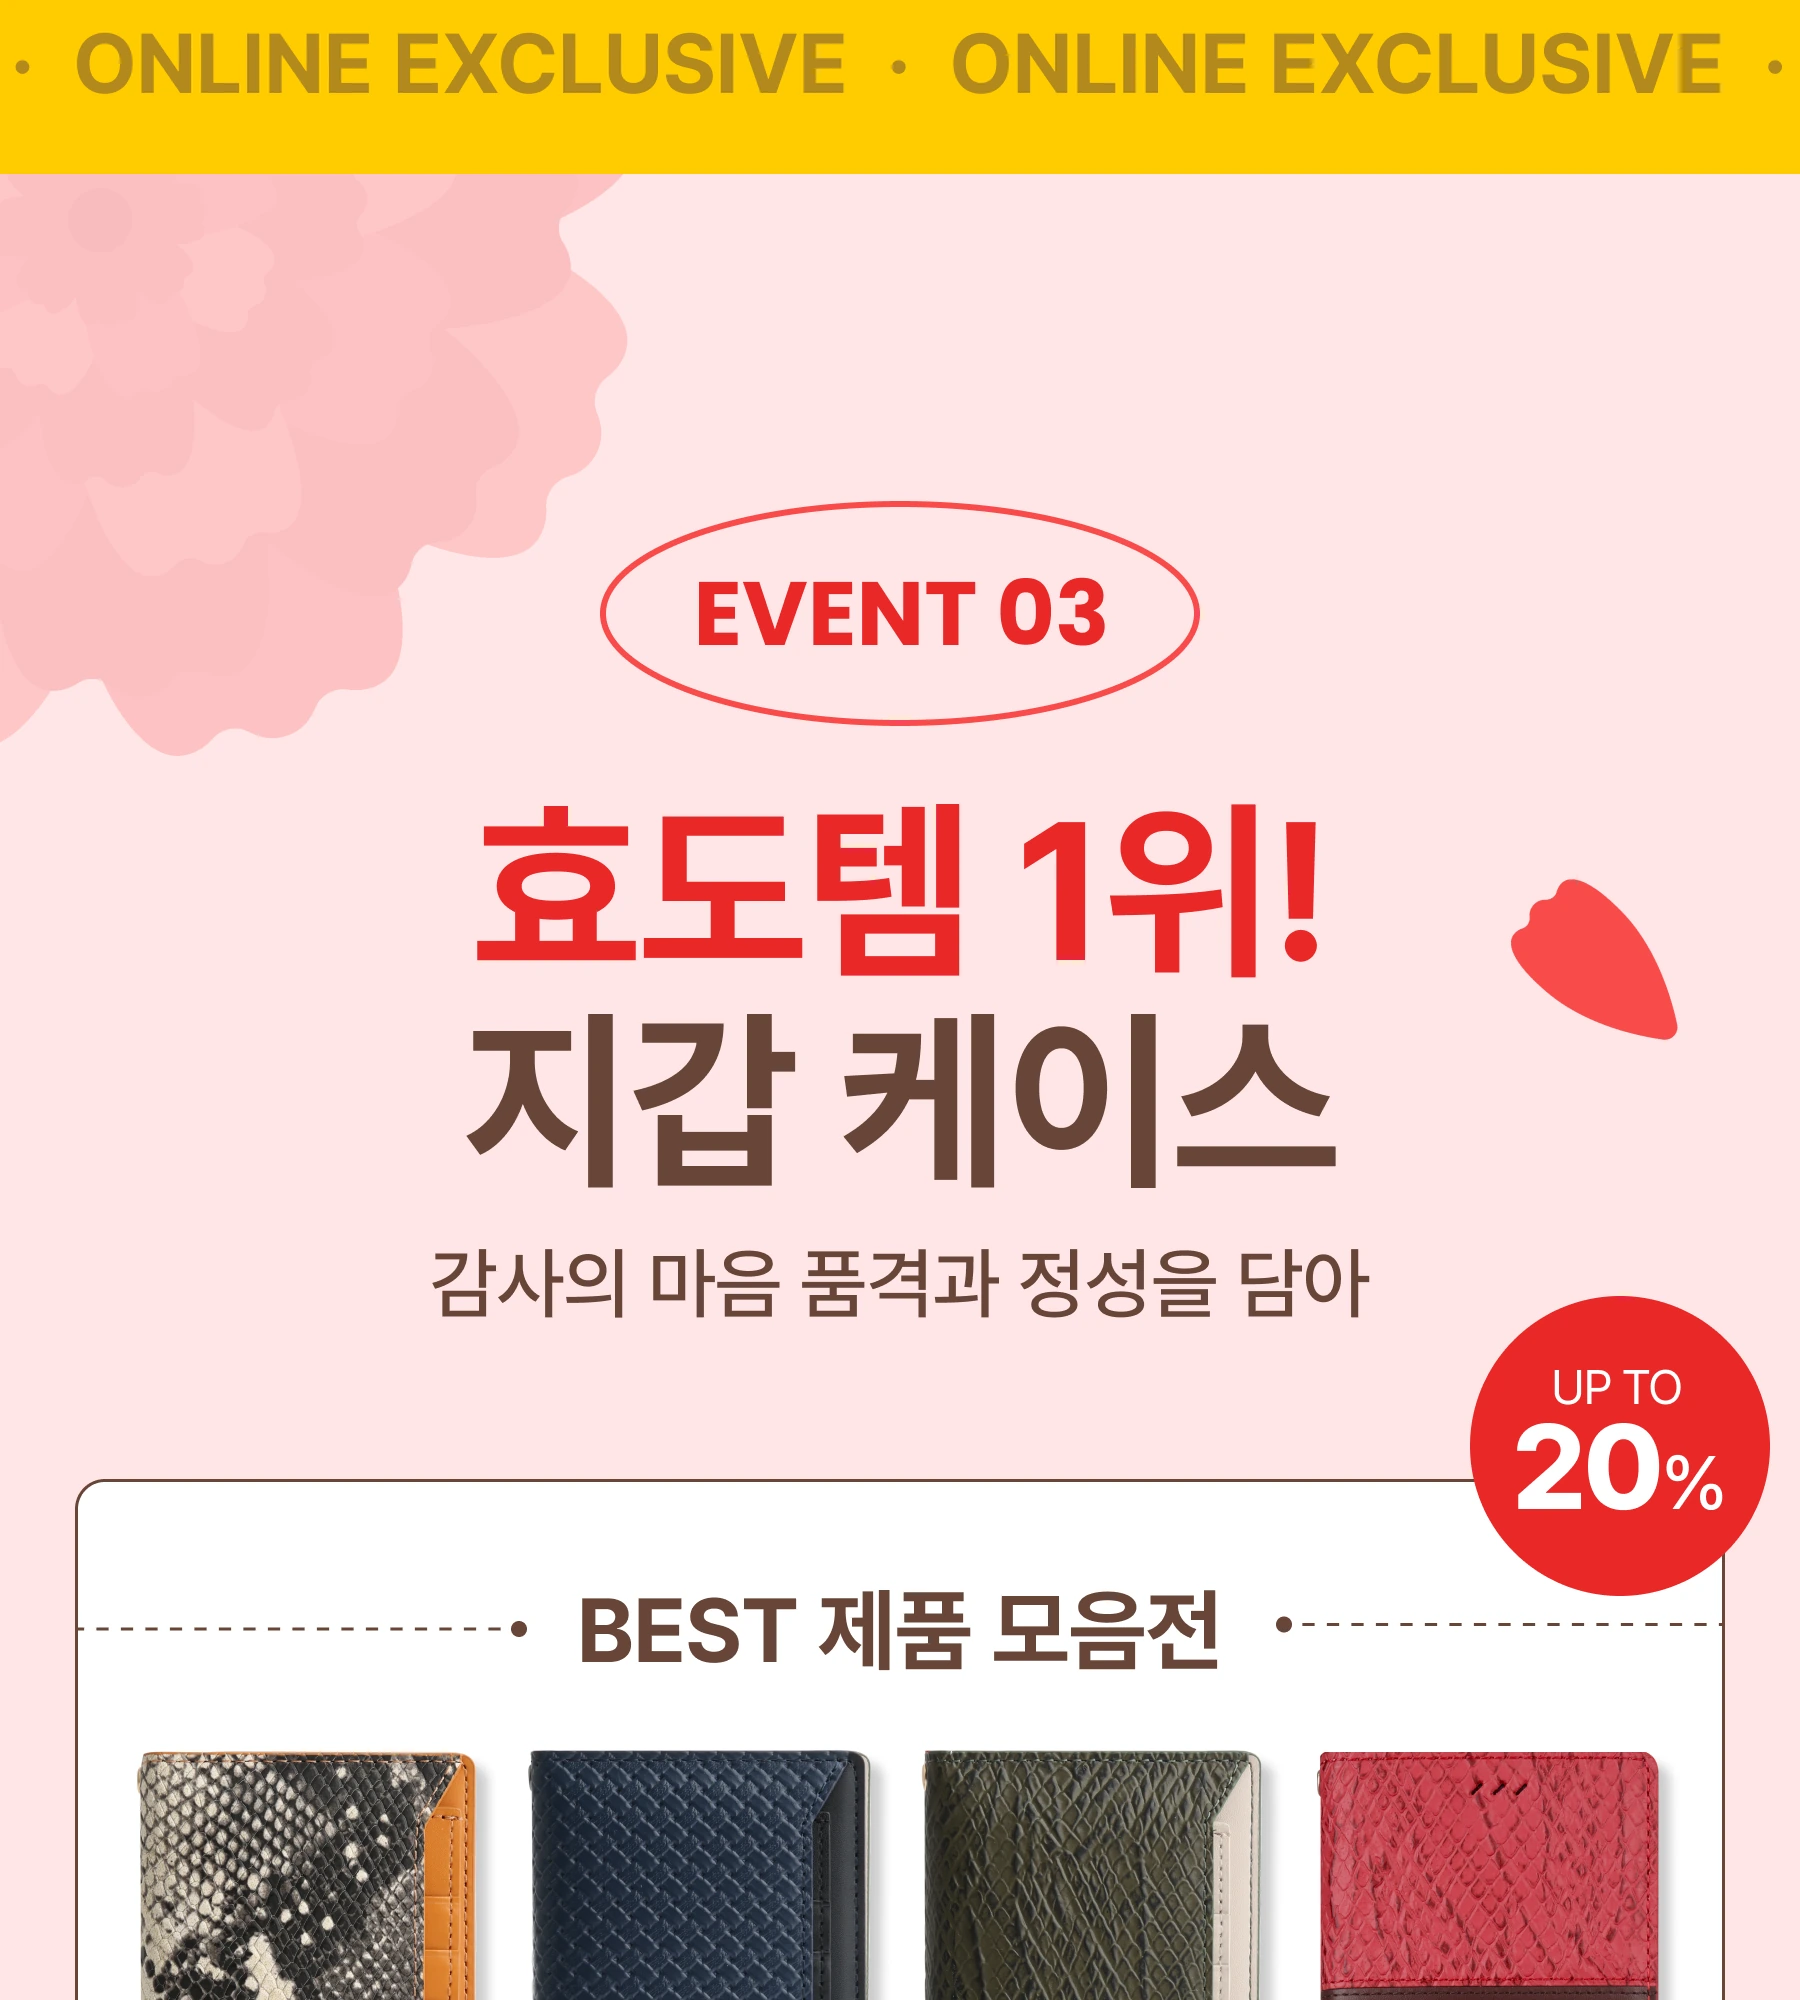 • ONLINE EXCLUSIVE • ONLINE EXCLUSIVE •
EVENT 03
효도템 1위!
지갑 케이스
감사의 마음 품격과 정성을 담아
UP TO
20%
BEST 제품 모음전